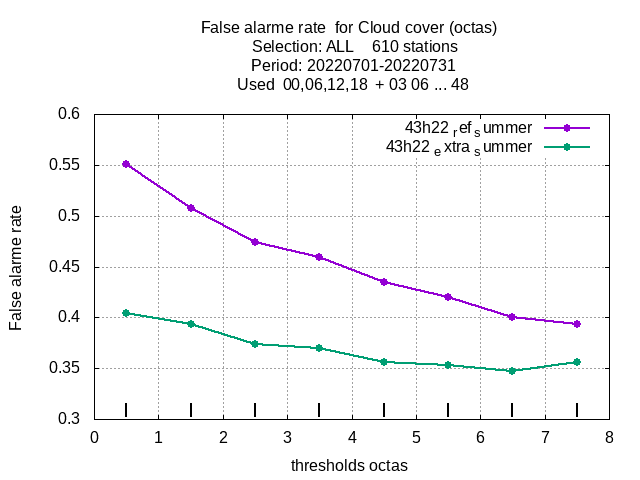 False alarme rate  for Cloud cover (octas)
Selection: ALL    610 stations
Period: 20220701-20220731
Used  00,06,12,18  + 03 06 ... 48
43h22 ref summer
43h22 extra summer
False alarme rate
0.6
0.55
0.5
0.45
0.4
0.35
0.3
0 1 2 3 4 5 6 7 8
thresholds octas